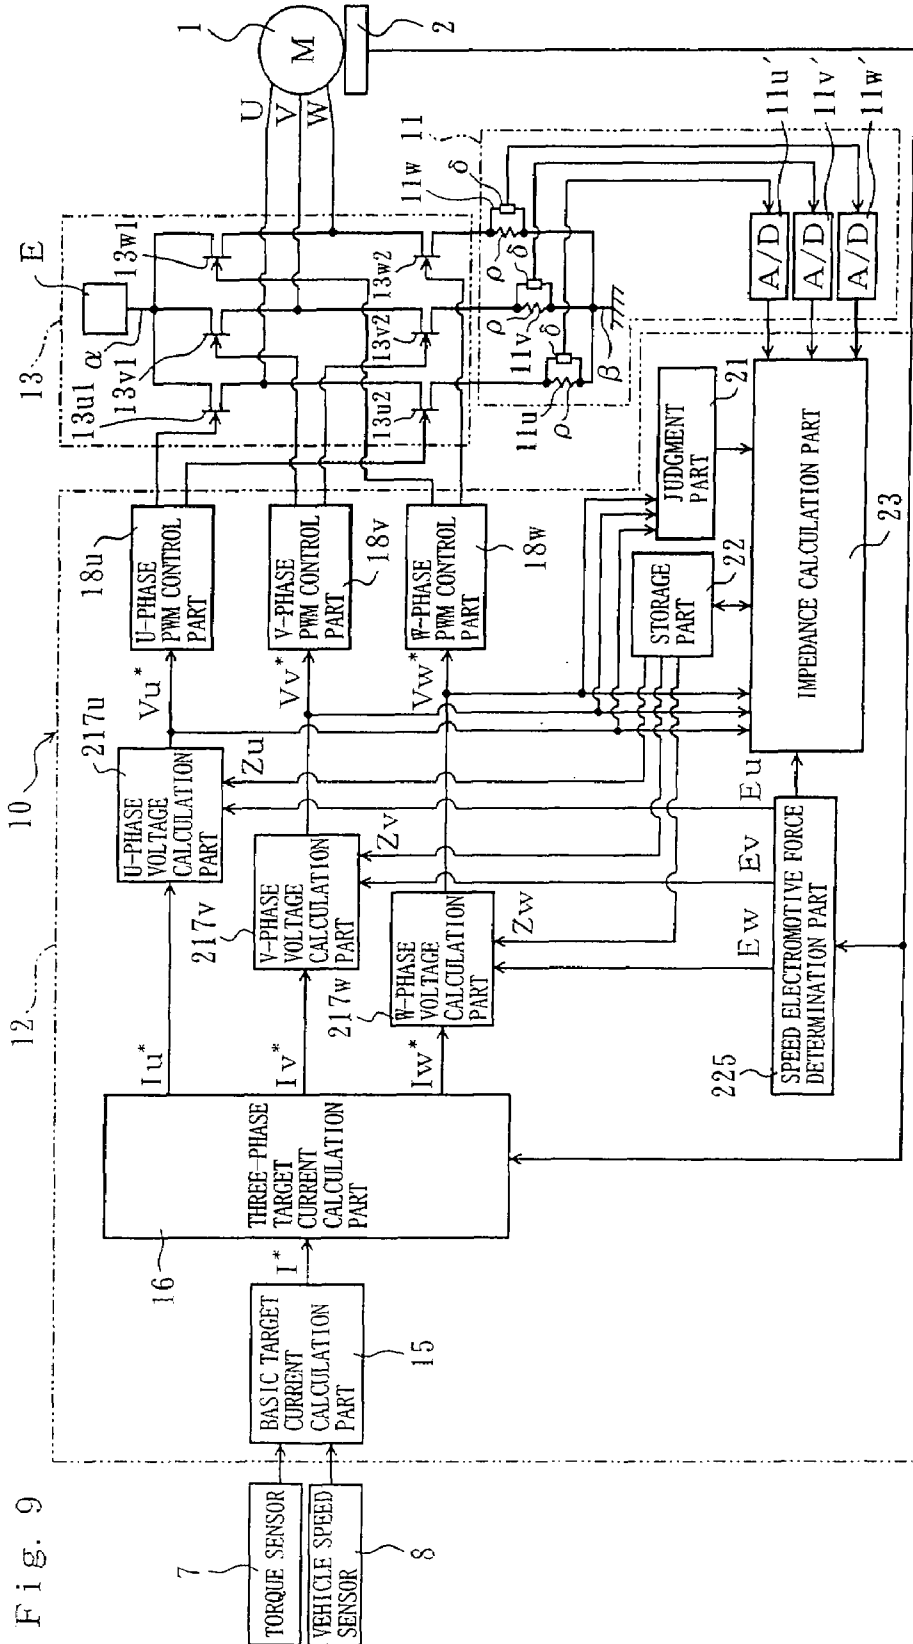 Fig. 9
10
12
7
TORQUE SENSOR
VEHICLE SPEED
SENSOR
8
BASIC TARGET
CURRENT
CALCULATION
PART
15
I*
16
THREE-PHASE
TARGET
CURRENT
CALCULATION
PART
Iu*
Iv*
Iw*
217u
U-PHASE
VOLTAGE
CALCULATION
PART
217v
V-PHASE
VOLTAGE
CALCULATION
PART
217w
W-PHASE
VOLTAGE
CALCULATION
PART
Zu
Zv
Zw
Eu
Ev
Ew
225
SPEED ELECTROMOTIVE FORCE
DETERMINATION PART
Vu*
Vv*
Vw*
18u
U-PHASE
PWM CONTROL
PART
V-PHASE
PWM CONTROL
PART
18v
W-PHASE
PWM CONTROL
PART
18w
STORAGE
PART
22
JUDGMENT
PART
21
IMPEDANCE CALCULATION PART
23
13
E
α
13u1
13v1
13w1
13u2
13v2
13w2
U
V
W
1
M
2
11
11u
11v
11w
ρ
ρ
ρ
δ
δ
δ
β
A/D
A/D
A/D
11u'
11v'
11w'